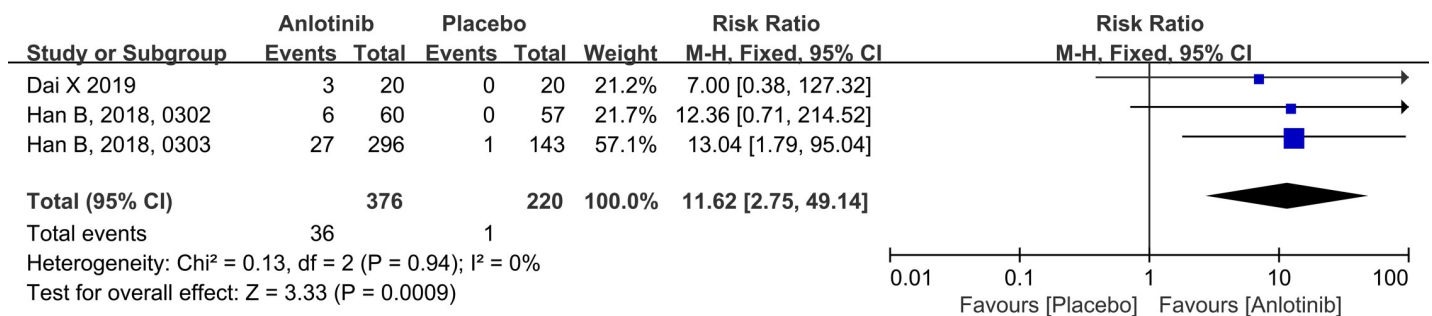 Anlotinib Placebo Risk Ratio Risk Ratio
Study or Subgroup Events Total Events Total Weight M-H, Fixed, 95% CI M-H, Fixed, 95% CI
Dai X 2019 3 20 0 20 21.2% 7.00 [0.38, 127.32]
Han B, 2018, 0302 6 60 0 57 21.7% 12.36 [0.71, 214.52]
Han B, 2018, 0303 27 296 1 143 57.1% 13.04 [1.79, 95.04]
Total (95% CI) 376 220 100.0% 11.62 [2.75, 49.14]
Total events 36 1
Heterogeneity: Chi² = 0.13, df = 2 (P = 0.94); I² = 0%
Test for overall effect: Z = 3.33 (P = 0.0009)
0.01 0.1 1 10 100
Favours [Placebo] Favours [Anlotinib]